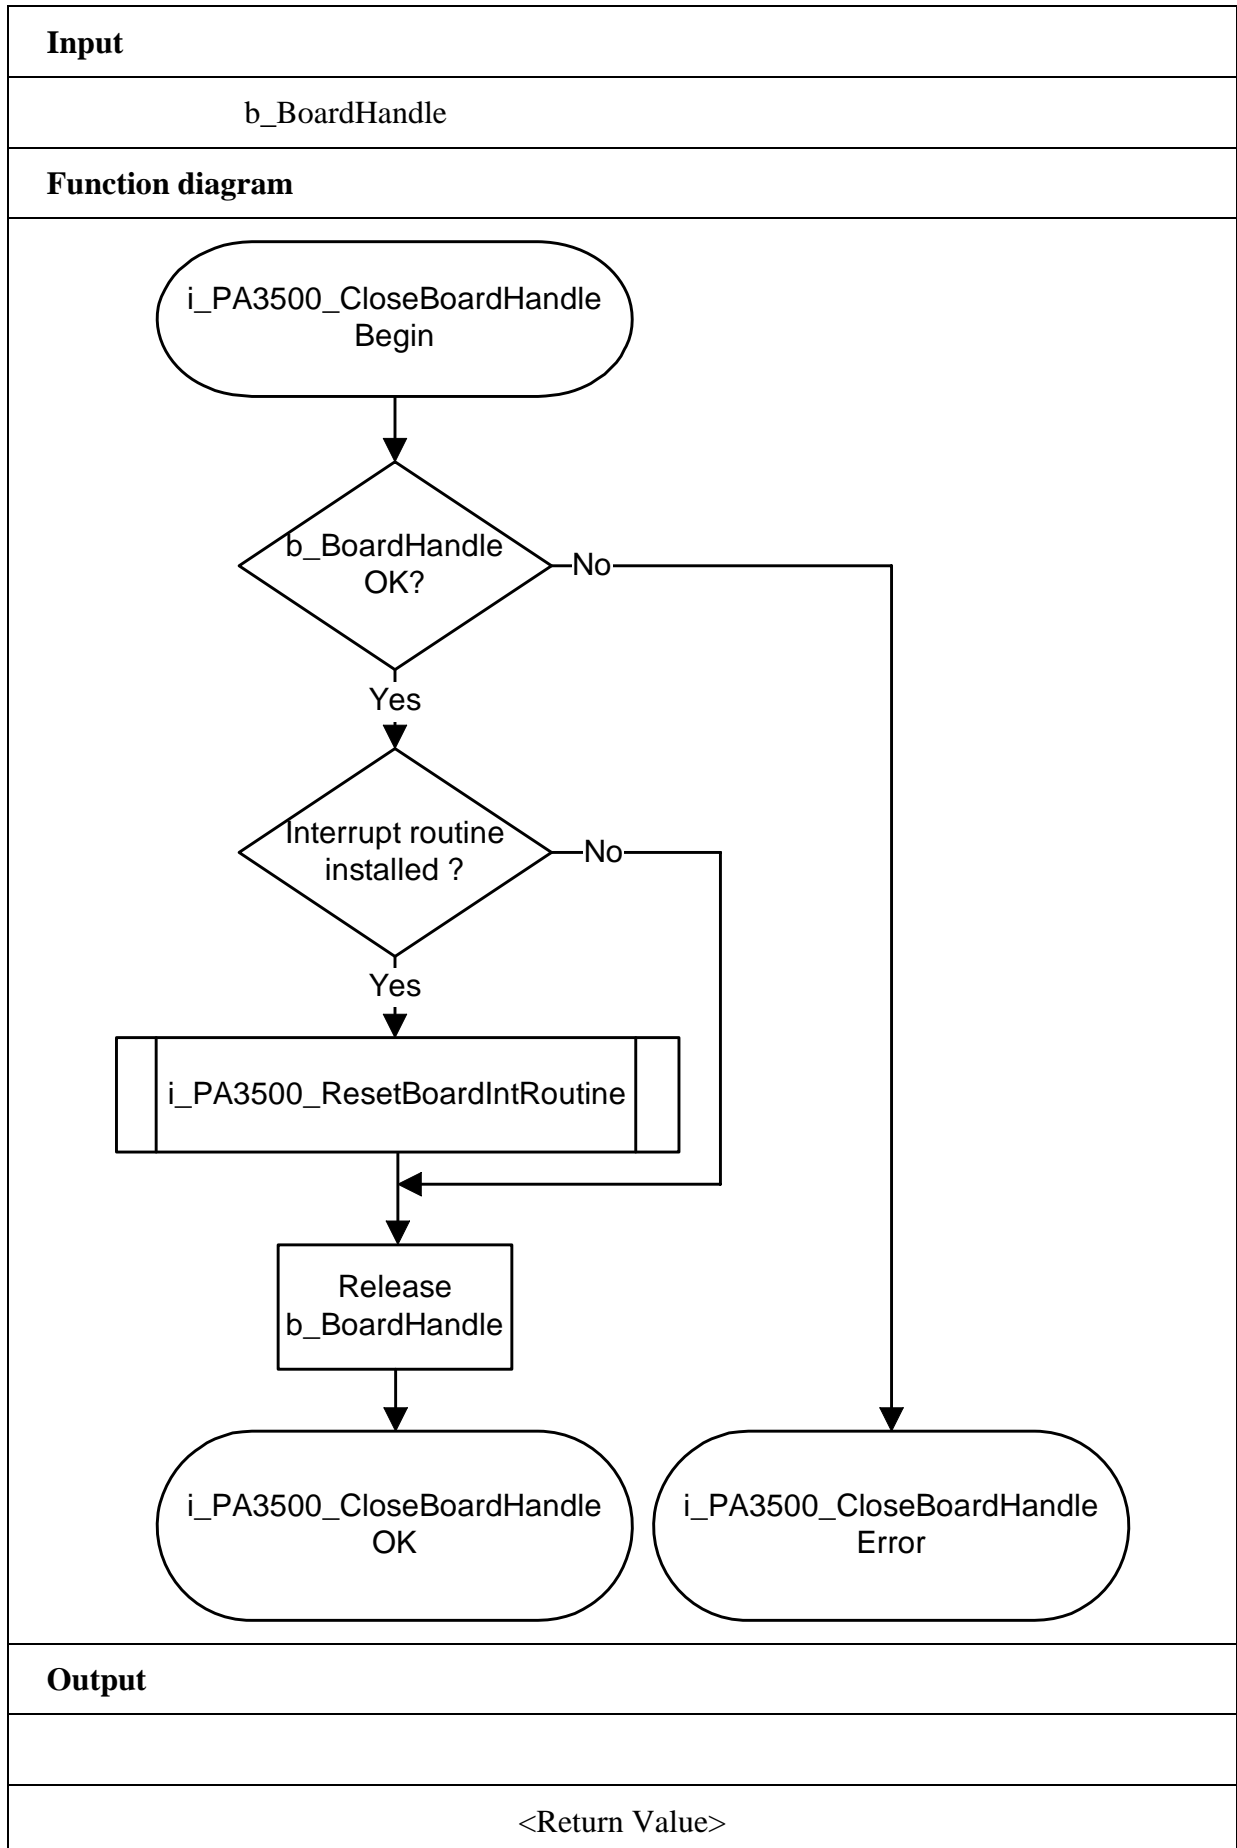 Input
b_BoardHandle
Function diagram
i_PA3500_CloseBoardHandle
Begin
b_BoardHandle
OK?
No
Yes
Interrupt routine
installed ?
No
Yes
i_PA3500_ResetBoardIntRoutine
Release
b_BoardHandle
i_PA3500_CloseBoardHandle
OK
i_PA3500_CloseBoardHandle
Error
Output
<Return Value>